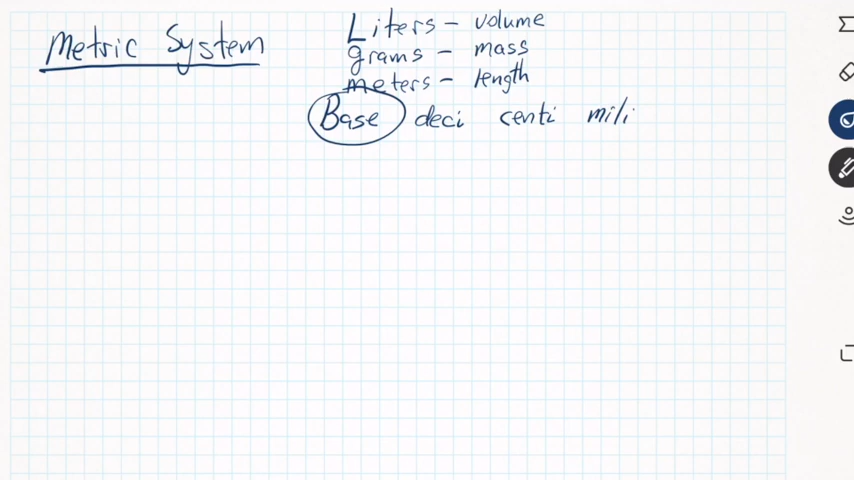 Metric System
Liters - volume
grams - mass
meters - length
Base deci centi mili